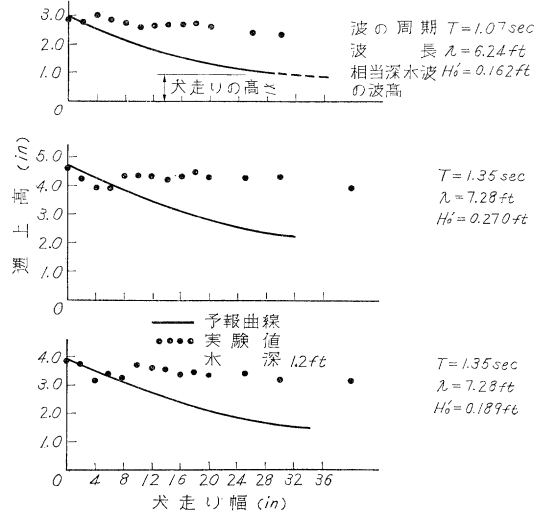 3.0
2.0
1.0
0
犬走りの高さ
波の周期 T=1.07sec
波長 λ=6.24ft
相当深水波 H₀′=0.162ft
の波高
遡上高(in)
5.0
4.0
3.0
2.0
1.0
0
T=1.35sec
λ=7.28ft
H₀′=0.270ft
予報曲線
実験値
水深 1.2ft
4.0
3.0
2.0
1.0
0
T=1.35sec
λ=7.28ft
H₀′=0.189ft
0 4 8 12 16 20 24 28 32 36
犬走り幅(in)